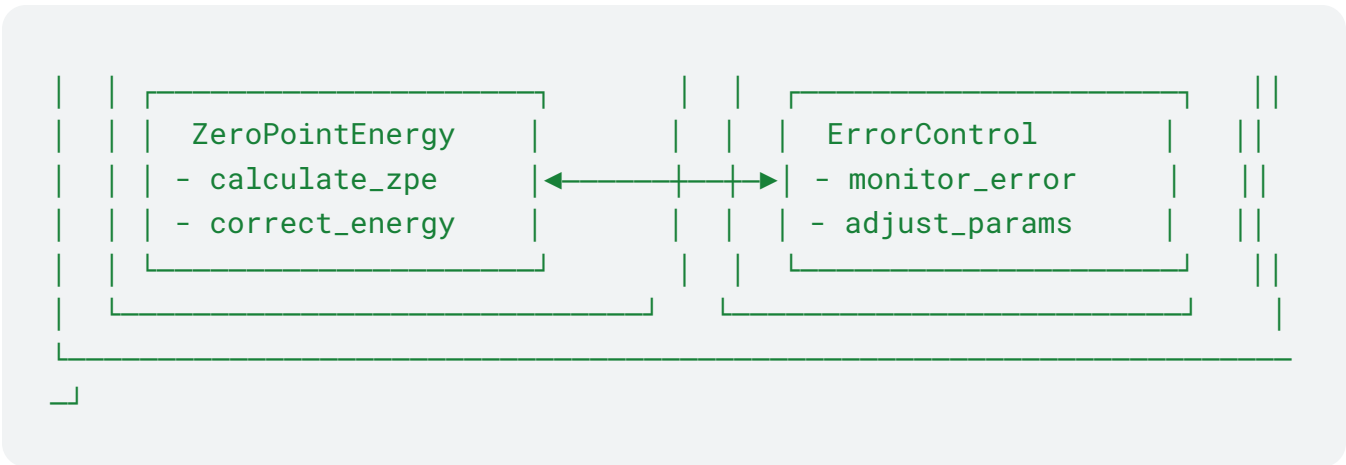 ZeroPointEnergy ErrorControl
- calculate_zpe - monitor_error
- correct_energy - adjust_params